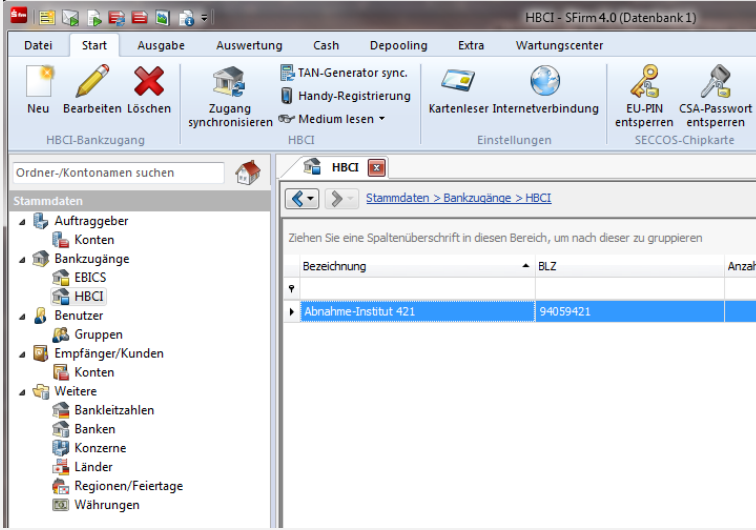 HBCI - SFirm 4.0 (Datenbank 1)
Datei Start Ausgabe Auswertung Cash Depooling Extra Wartungscenter
Neu Bearbeiten Löschen
HBCI-Bankzugang
Zugang synchronisieren
TAN-Generator sync.
Handy-Registrierung
Medium lesen
HBCI
Kartenleser Internetverbindung
Einstellungen
EU-PIN entsperren
CSA-Passwort entsperren
SECCOS-Chipkarte
Ordner-/Kontonamen suchen
Stammdaten
Auftraggeber
Konten
Bankzugänge
EBICS
HBCI
Benutzer
Gruppen
Empfänger/Kunden
Konten
Weitere
Bankleitzahlen
Banken
Konzerne
Länder
Regionen/Feiertage
Währungen
HBCI
Stammdaten > Bankzugänge > HBCI
Ziehen Sie eine Spaltenüberschrift in diesen Bereich, um nach dieser zu gruppieren
Bezeichnung BLZ Anzah
Abnahme-Institut 421 94059421